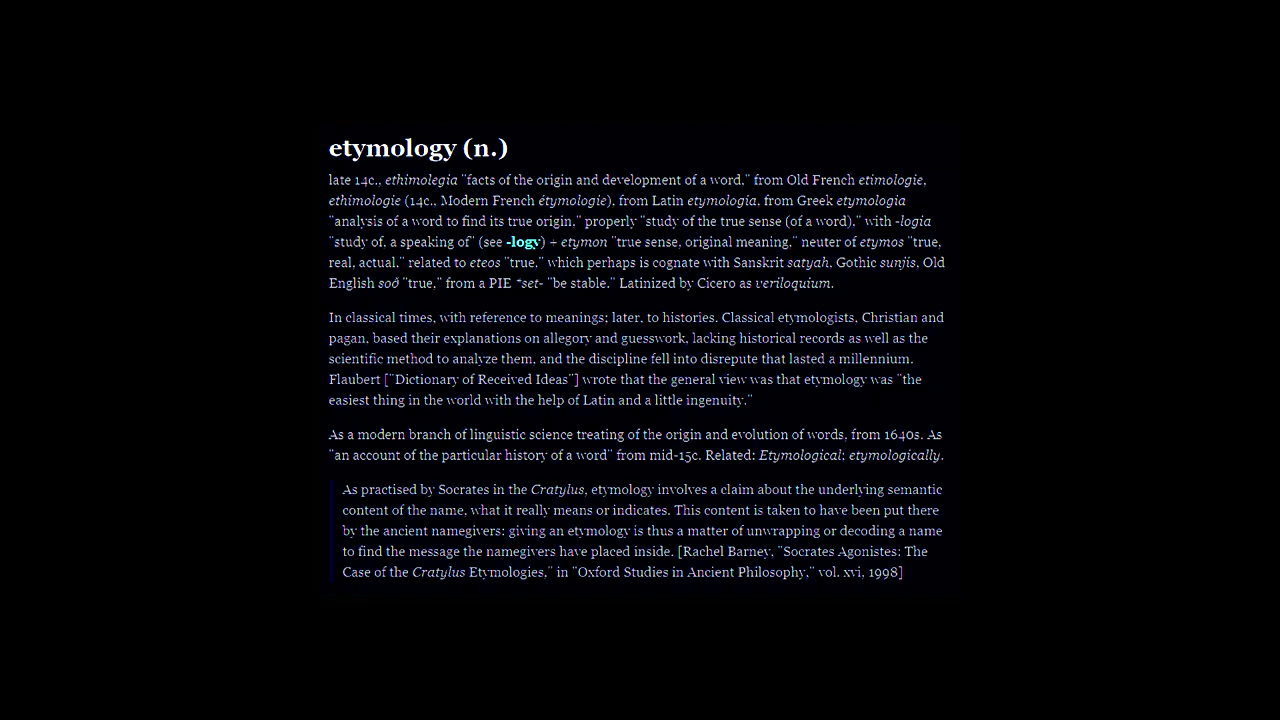 etymology (n.)
late 14c., ethimolegia "facts of the origin and development of a word," from Old French etimologie,
ethimologie (14c., Modern French étymologie), from Latin etymologia, from Greek etymologia
"analysis of a word to find its true origin," properly "study of the true sense (of a word)," with -logia
"study of, a speaking of" (see -logy) + etymon "true sense, original meaning," neuter of etymos "true,
real, actual," related to eteos "true," which perhaps is cognate with Sanskrit satyah, Gothic sunjis, Old
English soð "true," from a PIE *set- "be stable." Latinized by Cicero as veriloquium.
In classical times, with reference to meanings; later, to histories. Classical etymologists, Christian and
pagan, based their explanations on allegory and guesswork, lacking historical records as well as the
scientific method to analyze them, and the discipline fell into disrepute that lasted a millennium.
Flaubert ["Dictionary of Received Ideas"] wrote that the general view was that etymology was "the
easiest thing in the world with the help of Latin and a little ingenuity."
As a modern branch of linguistic science treating of the origin and evolution of words, from 1640s. As
"an account of the particular history of a word" from mid-15c. Related: Etymological; etymologically.
As practised by Socrates in the Cratylus, etymology involves a claim about the underlying semantic
content of the name, what it really means or indicates. This content is taken to have been put there
by the ancient namegivers: giving an etymology is thus a matter of unwrapping or decoding a name
to find the message the namegivers have placed inside. [Rachel Barney, "Socrates Agonistes: The
Case of the Cratylus Etymologies," in "Oxford Studies in Ancient Philosophy," vol. xvi, 1998]